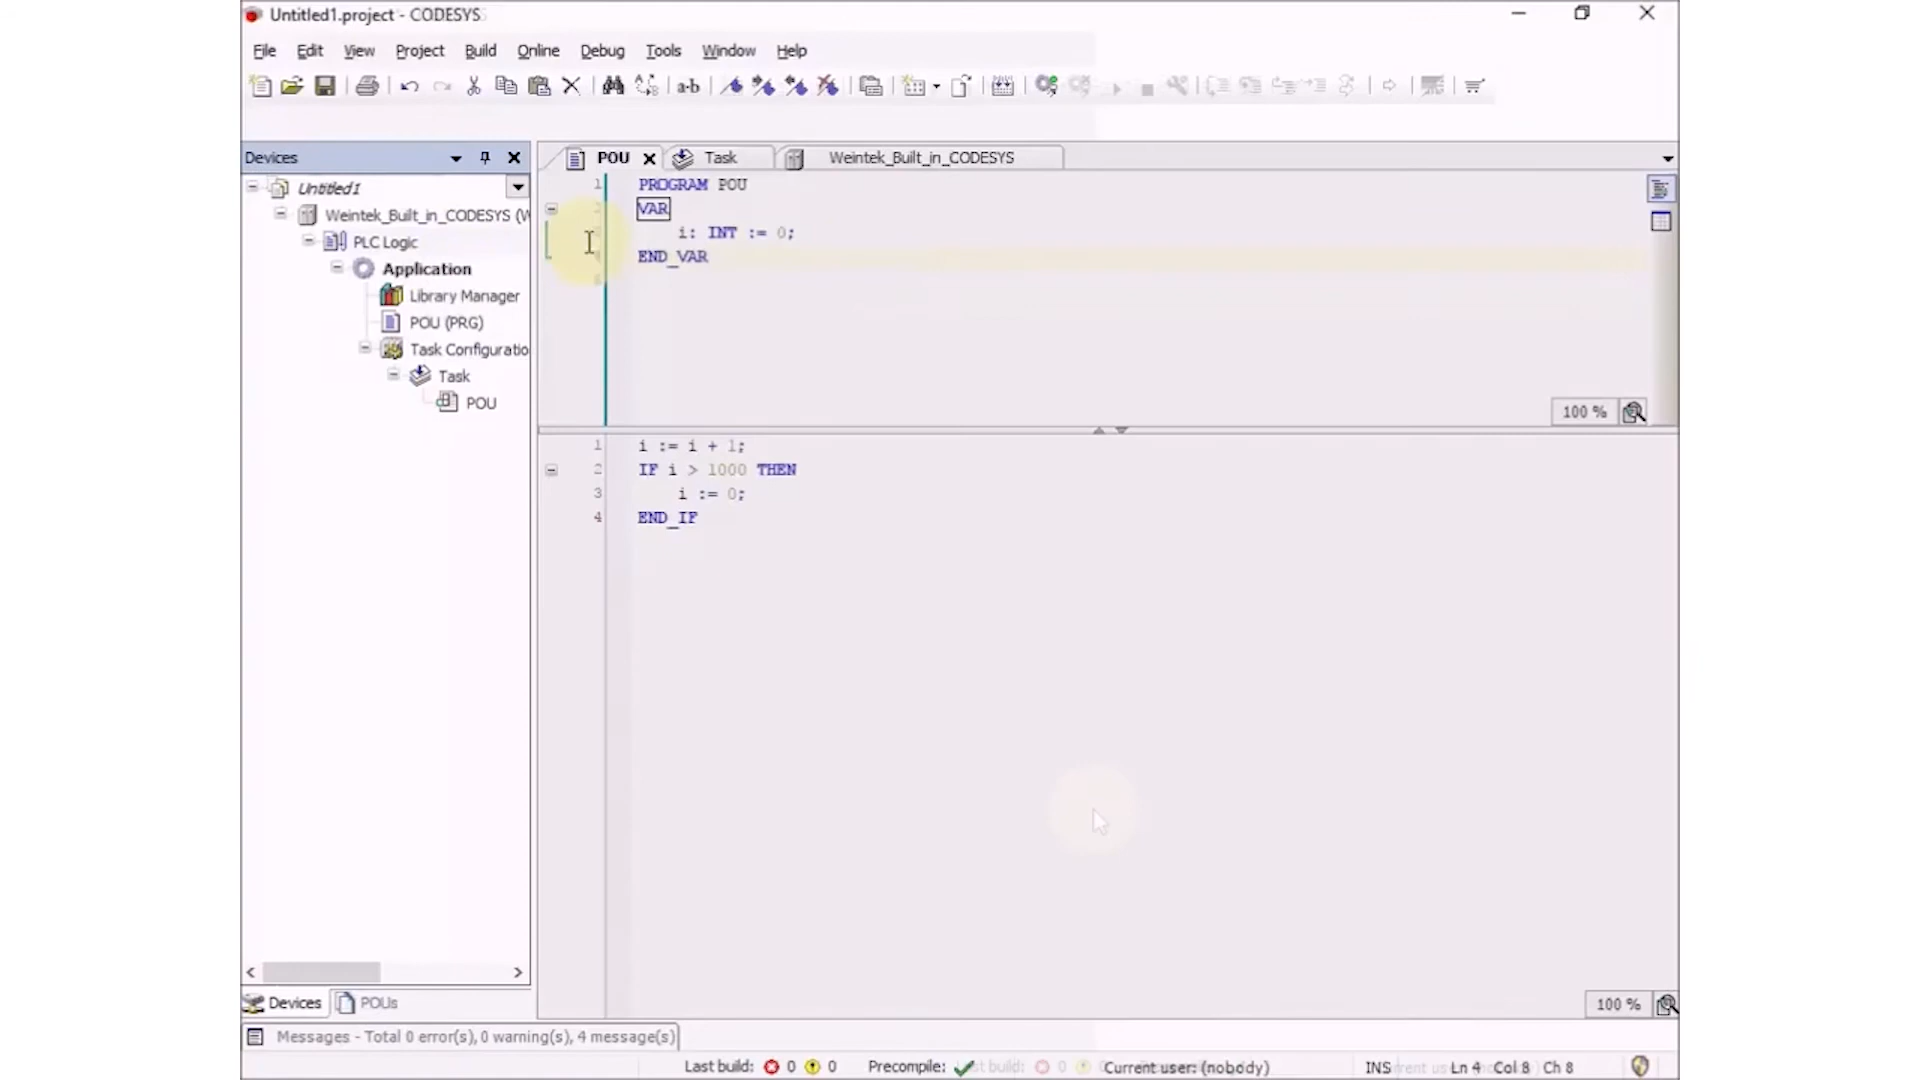 Untitled1.project - CODESYS
File Edit View Project Build Online Debug Tools Window Help
Devices
POU
Task
Weintek_Built_in_CODESYS
Untitled1
Weintek_Built_in_CODESYS (W
PLC Logic
Application
Library Manager
POU (PRG)
Task Configuratio
Task
POU
1 PROGRAM POU
VAR
i: INT := 0;
END_VAR
100 %
1 i := i + 1;
2 IF i > 1000 THEN
3 i := 0;
4 END_IF
100 %
Devices
POUs
Messages - Total 0 error(s), 0 warning(s), 4 message(s)
Last build: 0 0 Precompile: Current user: (nobody) INS Ln 4 Col 8 Ch 8